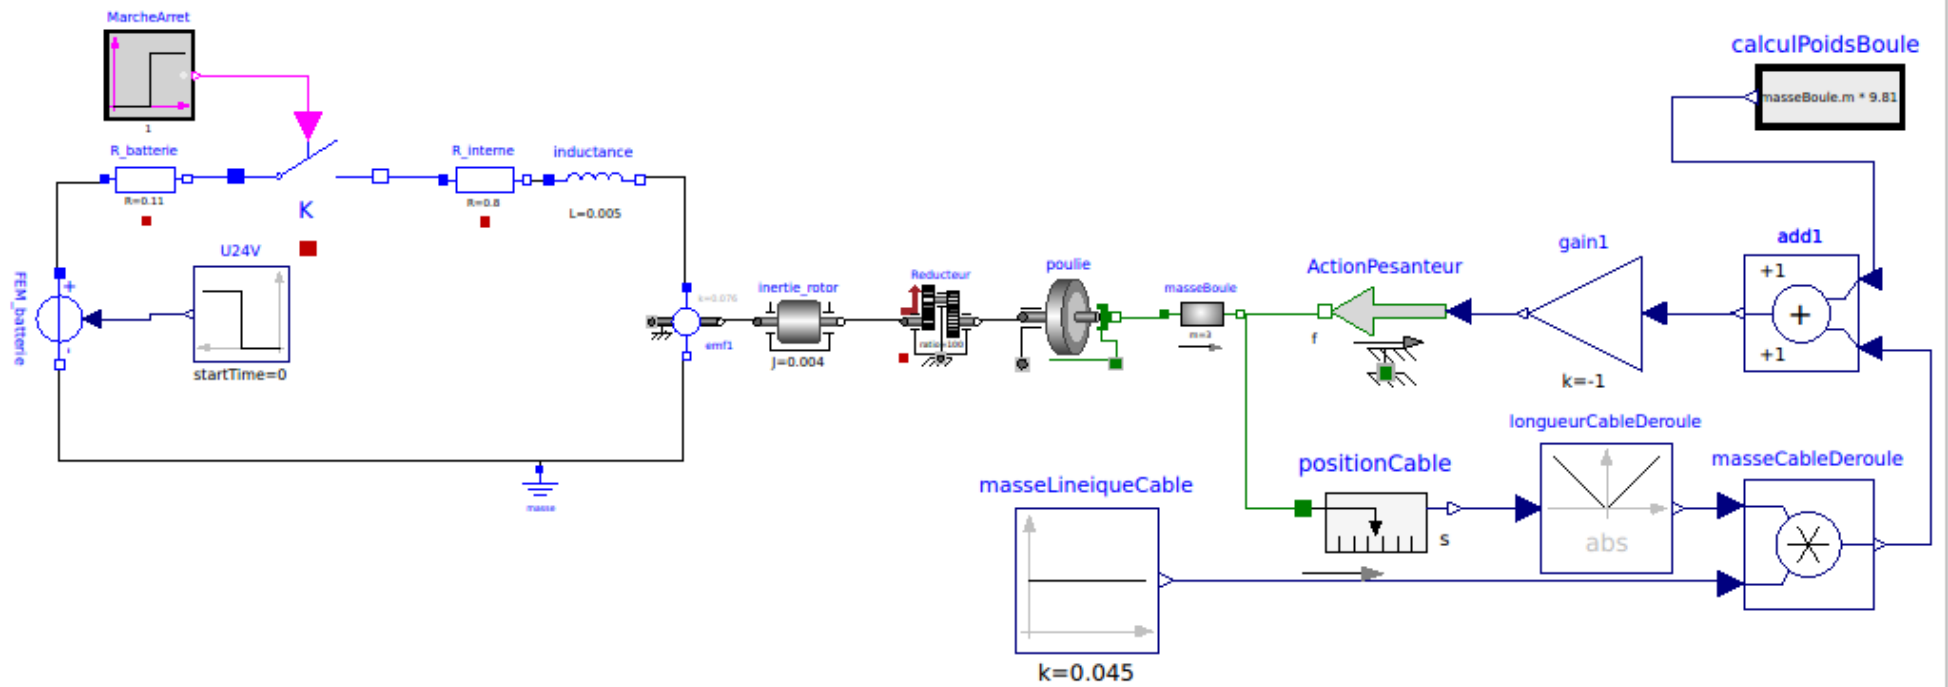 MarcheArret
1
calculPoidsBoule
masseBoule.m * 9.81
R_batterie
R=0.11
K
R_interne
R=0.8
inductance
L=0.005
U24V
startTime=0
FEM_batterie
+
-
k=0.076
emf1
inertie_rotor
J=0.004
Reducteur
ratio=100
poulie
masseBoule
m=3
ActionPesanteur
f
gain1
k=-1
add1
+1
+
+1
masse
masseLineiqueCable
k=0.045
positionCable
s
longueurCableDeroule
abs
masseCableDeroule